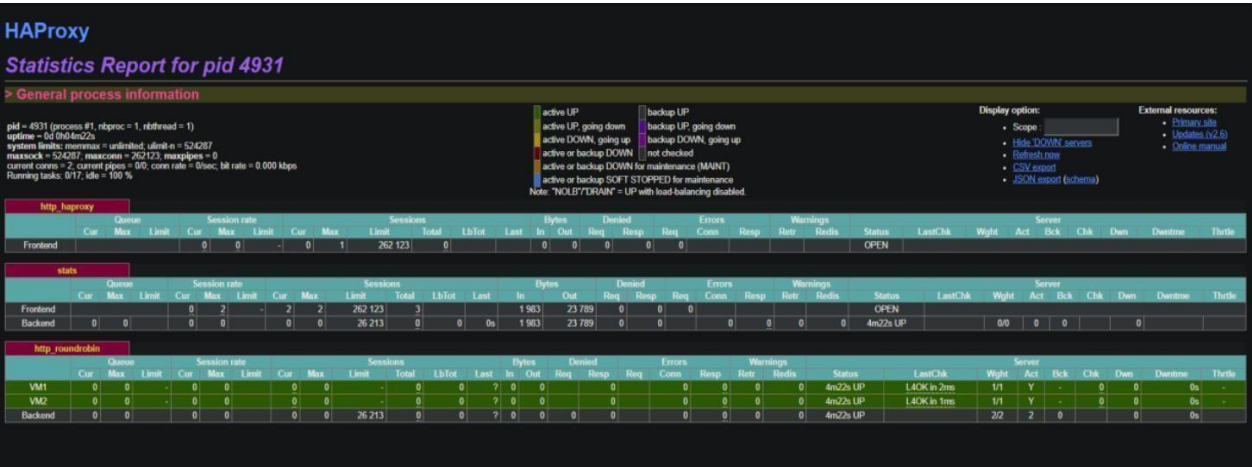 HAProxy
Statistics Report for pid 4931
> General process information
pid = 4931 (process #1, nbproc = 1, nbthread = 1)
uptime = 0d 0h04m22s
system limits: memmax = unlimited; ulimit-n = 524287
maxsock = 524287; maxconn = 262123; maxpipes = 0
current conns = 2; current pipes = 0/0; conn rate = 0/sec; bit rate = 0.000 kbps
Running tasks: 0/17; idle = 100 %
active UP backup UP
active UP, going down backup UP, going down
active DOWN, going up backup DOWN, going up
active or backup DOWN not checked
active or backup DOWN for maintenance (MAINT)
active or backup SOFT STOPPED for maintenance
Note: "NOLB"/"DRAIN" = UP with load-balancing disabled.
Display option:
• Scope :
• Hide 'DOWN' servers
• Refresh now
• CSV export
• JSON export (schema)
External resources:
• Primary site
• Updates (v2.6)
• Online manual
http_haproxy
Queue Session rate Sessions Bytes Denied Errors Warnings Server
Cur Max Limit Cur Max Limit Cur Max Limit Total LbTot Last In Out Req Resp Req Conn Resp Retr Redis Status LastChk Wght Act Bck Chk Dwn Dwntme Thrtle
Frontend 0 0 - 0 1 262 123 0 0 0 0 0 0 OPEN
stats
Queue Session rate Sessions Bytes Denied Errors Warnings Server
Cur Max Limit Cur Max Limit Cur Max Limit Total LbTot Last In Out Req Resp Req Conn Resp Retr Redis Status LastChk Wght Act Bck Chk Dwn Dwntme Thrtle
Frontend 0 2 - 2 2 262 123 3 1 983 23 789 0 0 0 OPEN
Backend 0 0 0 0 0 0 26 213 0 0 0s 1 983 23 789 0 0 0 0 0 0 4m22s UP 0/0 0 0 0
http_roundrobin
Queue Session rate Sessions Bytes Denied Errors Warnings Server
Cur Max Limit Cur Max Limit Cur Max Limit Total LbTot Last In Out Req Resp Req Conn Resp Retr Redis Status LastChk Wght Act Bck Chk Dwn Dwntme Thrtle
VM1 0 0 - 0 0 0 0 - 0 0 ? 0 0 0 0 0 0 0 4m22s UP L4OK in 2ms 1/1 Y - 0 0 0s -
VM2 0 0 - 0 0 0 0 - 0 0 ? 0 0 0 0 0 0 0 4m22s UP L4OK in 1ms 1/1 Y - 0 0 0s -
Backend 0 0 0 0 0 0 26 213 0 0 ? 0 0 0 0 0 0 0 0 4m22s UP 2/2 2 0 0 0s